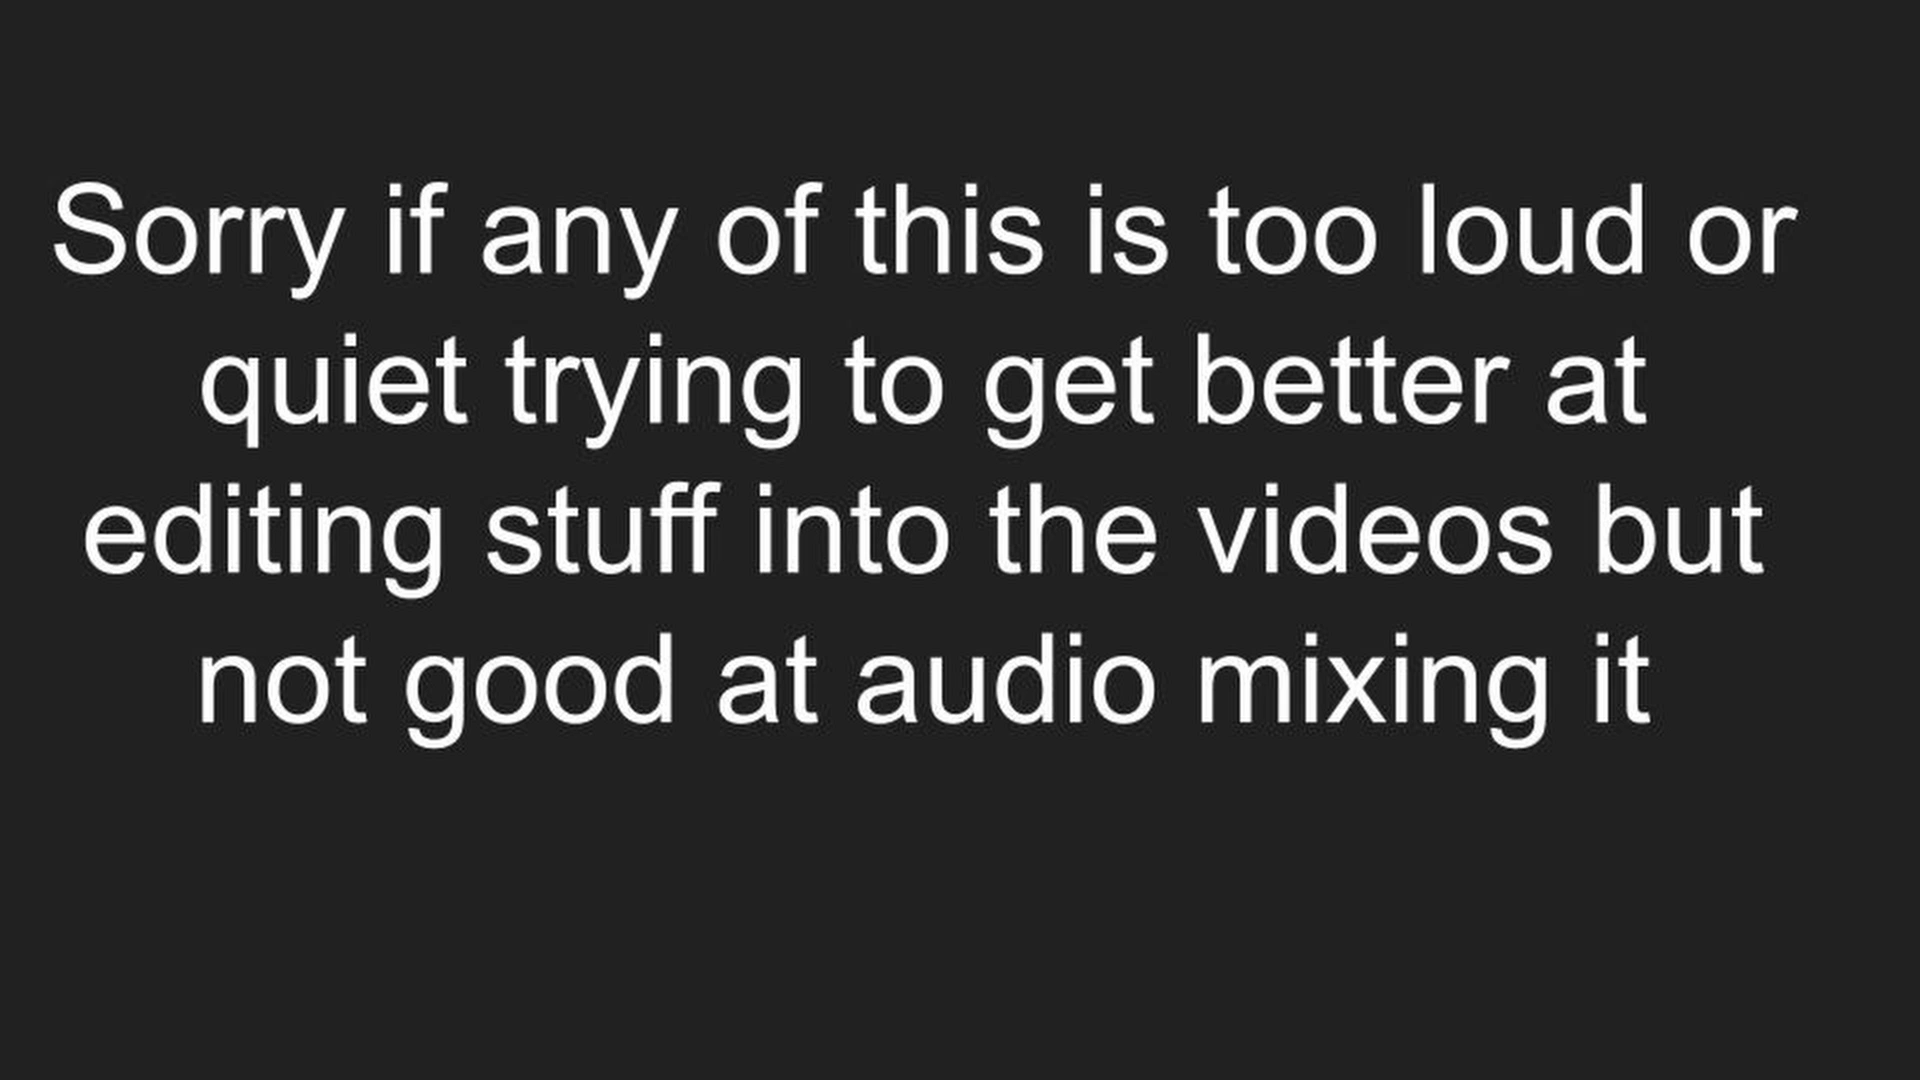 Sorry if any of this is too loud or
quiet trying to get better at
editing stuff into the videos but
not good at audio mixing it